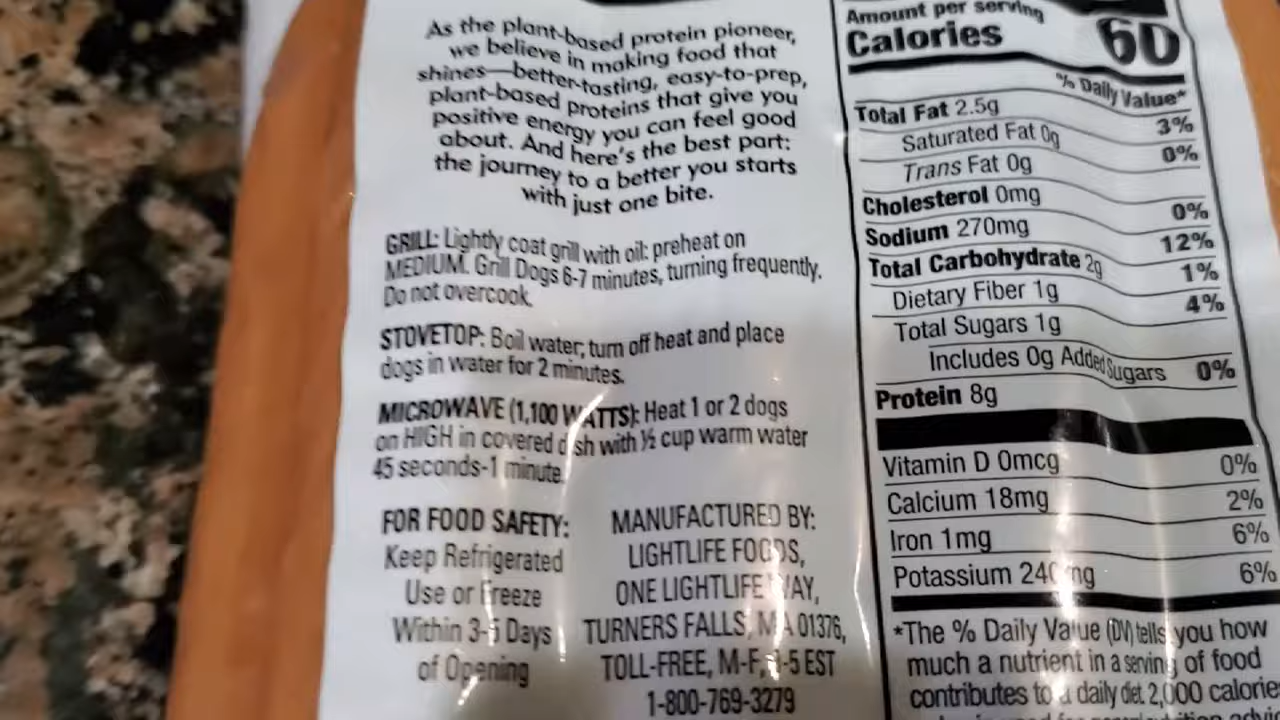 As the plant-based protein pioneer,
we believe in making food that
shines—better-tasting, easy-to-prep,
plant-based proteins that give you
positive energy you can feel good
about. And here's the best part:
the journey to a better you starts
with just one bite.
GRILL: Lightly coat grill with oil: preheat on
MEDIUM. Grill Dogs 6-7 minutes, turning frequently.
Do not overcook.
STOVETOP: Boil water; turn off heat and place
dogs in water for 2 minutes.
MICROWAVE (1,100 WATTS): Heat 1 or 2 dogs
on HIGH in covered dish with ½ cup warm water
45 seconds-1 minute.
FOR FOOD SAFETY:
Keep Refrigerated
Use or Freeze
Within 3-5 Days
of Opening
MANUFACTURED BY:
LIGHTLIFE FOODS,
ONE LIGHTLIFE WAY,
TURNERS FALLS, MA 01376,
TOLL-FREE, M-F, -5 EST
1-800-769-3279
Amount per serving
Calories 60
% Daily Value*
Total Fat 2.5g 3%
Saturated Fat 0g 0%
Trans Fat 0g
Cholesterol 0mg 0%
Sodium 270mg 12%
Total Carbohydrate 2g 1%
Dietary Fiber 1g 4%
Total Sugars 1g
Includes 0g Added Sugars 0%
Protein 8g
Vitamin D 0mcg 0%
Calcium 18mg 2%
Iron 1mg 6%
Potassium 240mg 6%
*The % Daily Value (DV) tells you how
much a nutrient in a serving of food
contributes to a daily diet. 2,000 calorie